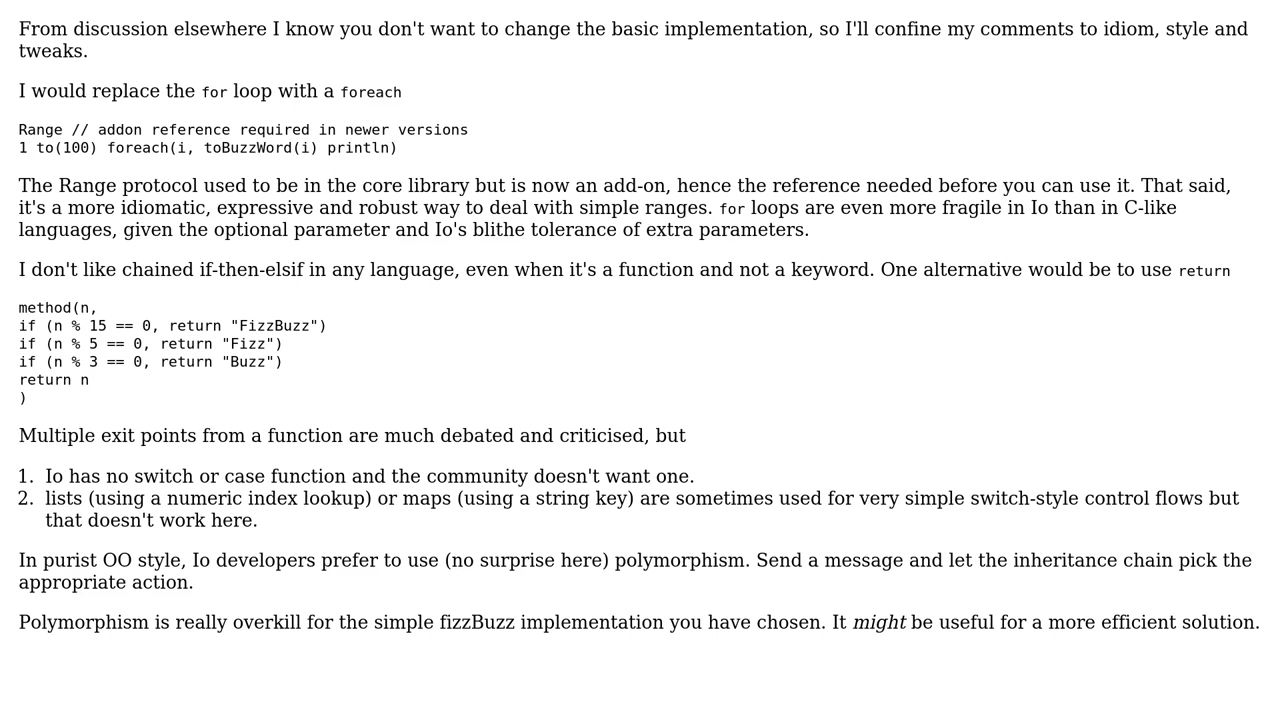 From discussion elsewhere I know you don't want to change the basic implementation, so I'll confine my comments to idiom, style and
tweaks.
I would replace the for loop with a foreach
Range // addon reference required in newer versions
1 to(100) foreach(i, toBuzzWord(i) println)
The Range protocol used to be in the core library but is now an add-on, hence the reference needed before you can use it. That said,
it's a more idiomatic, expressive and robust way to deal with simple ranges. for loops are even more fragile in Io than in C-like
languages, given the optional parameter and Io's blithe tolerance of extra parameters.
I don't like chained if-then-elsif in any language, even when it's a function and not a keyword. One alternative would be to use return
method(n,
if (n % 15 == 0, return "FizzBuzz")
if (n % 5 == 0, return "Fizz")
if (n % 3 == 0, return "Buzz")
return n
)
Multiple exit points from a function are much debated and criticised, but
1. Io has no switch or case function and the community doesn't want one.
2. lists (using a numeric index lookup) or maps (using a string key) are sometimes used for very simple switch-style control flows but
that doesn't work here.
In purist OO style, Io developers prefer to use (no surprise here) polymorphism. Send a message and let the inheritance chain pick the
appropriate action.
Polymorphism is really overkill for the simple fizzBuzz implementation you have chosen. It might be useful for a more efficient solution.